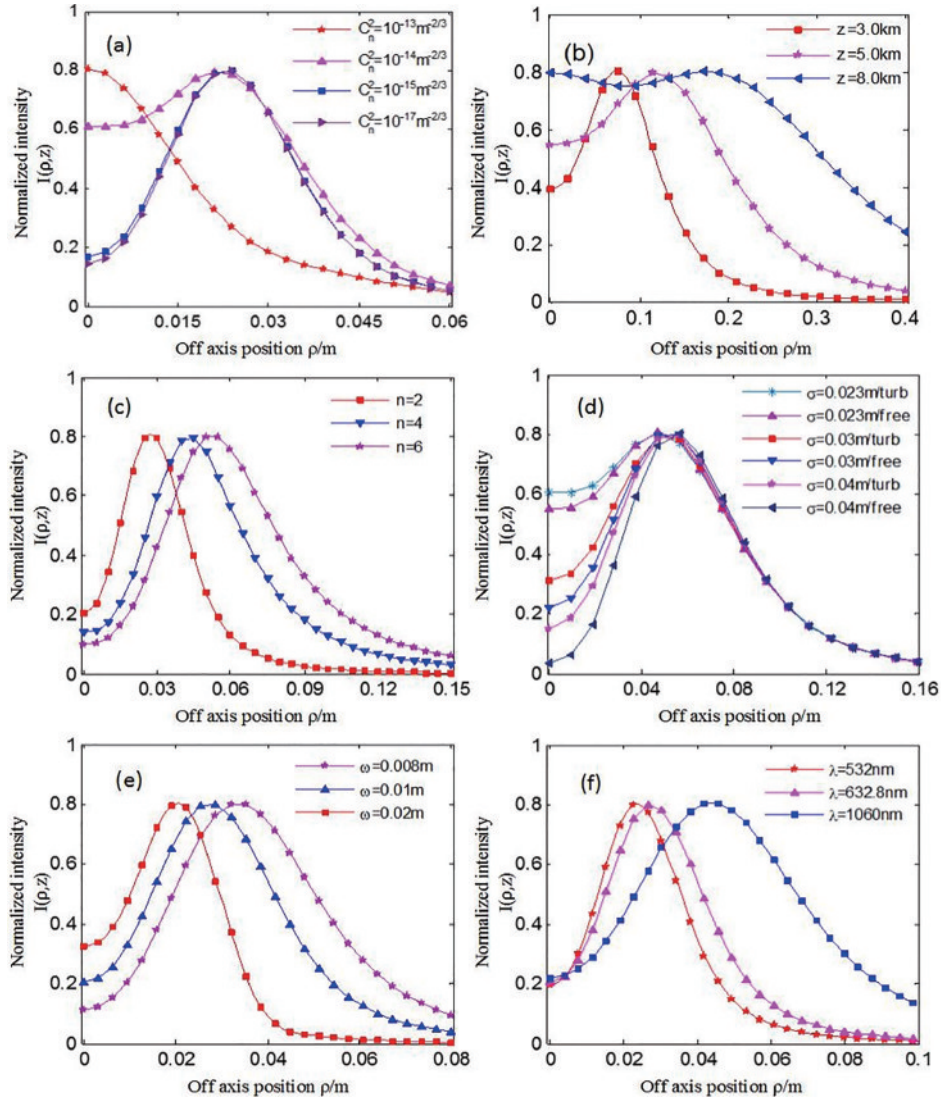 (a)
C²ₙ=10⁻¹³m⁻²/³
C²ₙ=10⁻¹⁴m⁻²/³
C²ₙ=10⁻¹⁵m⁻²/³
C²ₙ=10⁻¹⁷m⁻²/³
Normalized intensity
I(ρ,z)
1
0.8
0.6
0.4
0.2
0
0 0.015 0.03 0.045 0.06
Off axis position ρ/m
(b)
z=3.0km
z=5.0km
z=8.0km
Normalized intensity
I(ρ,z)
1
0.8
0.6
0.4
0.2
0
0 0.1 0.2 0.3 0.4
Off axis position ρ/m
(c)
n=2
n=4
n=6
Normalized intensity
I(ρ,z)
1
0.8
0.6
0.4
0.2
0
0 0.03 0.06 0.09 0.12 0.15
Off axis position ρ/m
(d)
σ=0.023m/turb
σ=0.023m/free
σ=0.03m/turb
σ=0.03m/free
σ=0.04m/turb
σ=0.04m/free
Normalized intensity
I(ρ,z)
1
0.8
0.6
0.4
0.2
0
0 0.04 0.08 0.12 0.16
Off axis position ρ/m
(e)
ω=0.008m
ω=0.01m
ω=0.02m
Normalized intensity
I(ρ,z)
1
0.8
0.6
0.4
0.2
0
0 0.02 0.04 0.06 0.08
Off axis position ρ/m
(f)
λ=532nm
λ=632.8nm
λ=1060nm
Normalized intensity
I(ρ,z)
1
0.8
0.6
0.4
0.2
0
0 0.02 0.04 0.06 0.08 0.1
Off axis position ρ/m